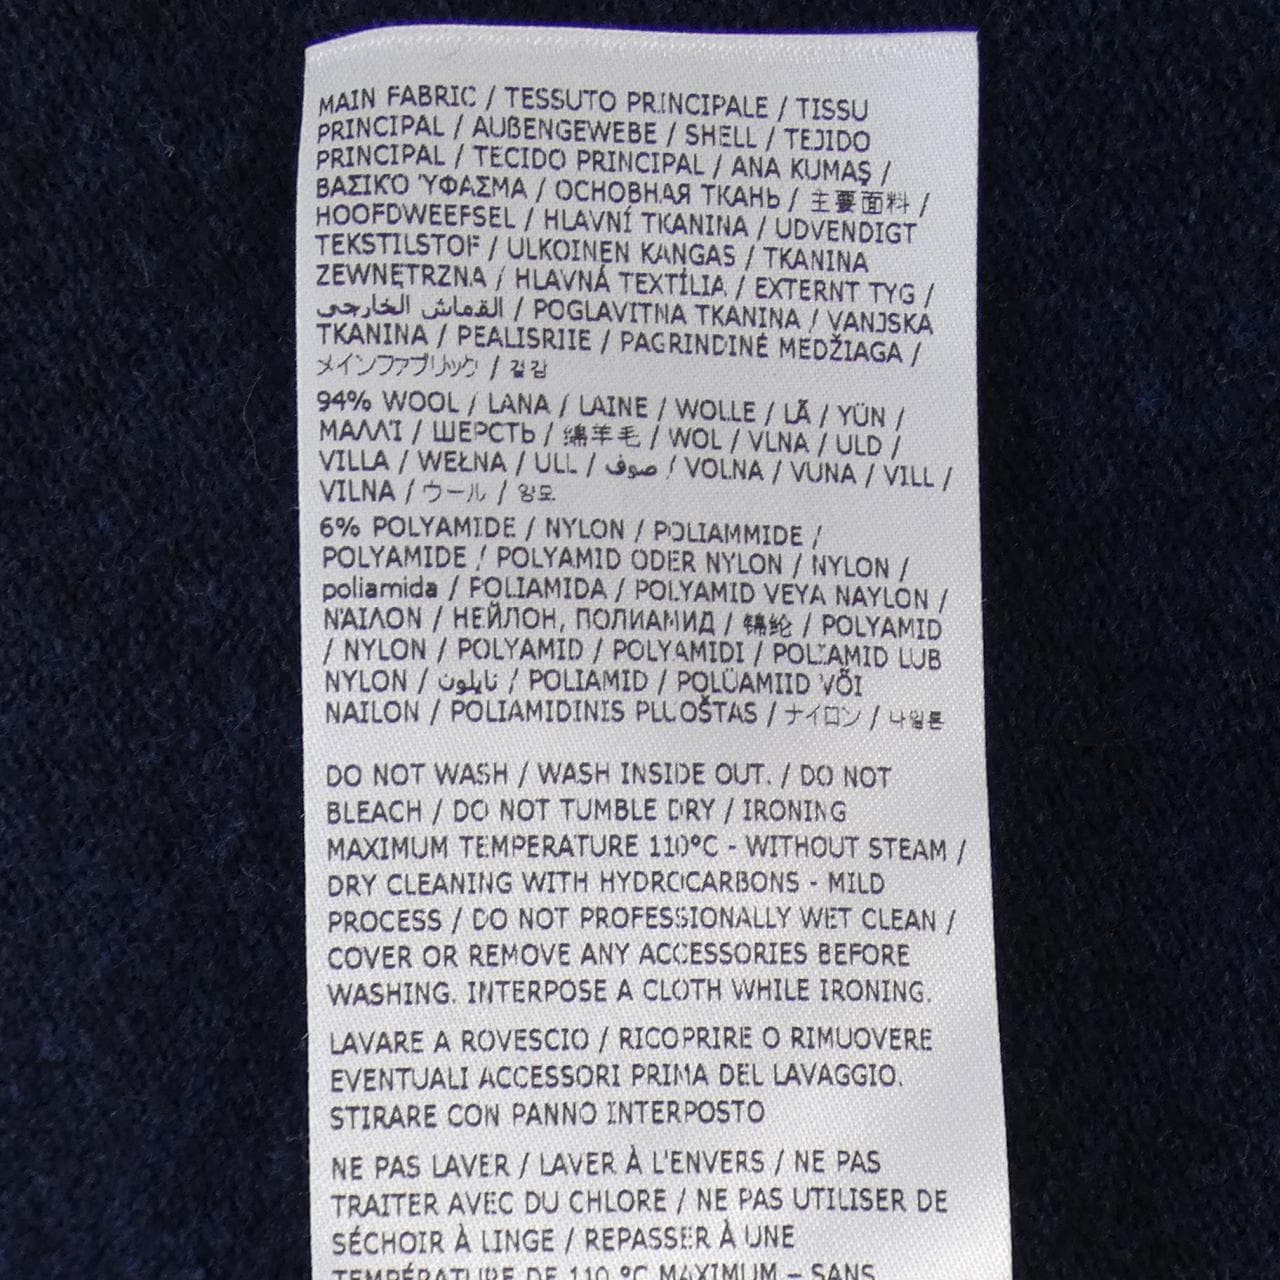 MAIN FABRIC / TESSUTO PRINCIPALE / TISSU
PRINCIPAL / AUßENGEWEBE / SHELL / TEJIDO
PRINCIPAL / TECIDO PRINCIPAL / ANA KUMAŞ /
ΒΑΣΙΚΌ ΎΦΑΣΜΑ / ОСНОВНАЯ ТКАНЬ / 主要面料 /
HOOFDWEEFSEL / HLAVNÍ TKANINA / UDVENDIGT
TEKSTILSTOF / ULKOINEN KANGAS / TKANINA
ZEWNĘTRZNA / HLAVNÁ TEXTÍLIA / EXTERNT TYG /
القماش الخارجي / POGLAVITNA TKANINA / VANJSKA
TKANINA / PEALISRIIE / PAGRINDINĖ MEDŽIAGA /
メインファブリック / 겉감
94% WOOL / LANA / LAINE / WOLLE / LÃ / YÜN /
ΜΑΛΛΊ / ШЕРСТЬ / 绵羊毛 / WOL / VLNA / ULD /
VILLA / WEŁNA / ULL / صوف / VOLNA / VUNA / VILL /
VILNA / ウール / 양모
6% POLYAMIDE / NYLON / POLIAMMIDE /
POLYAMIDE / POLYAMID ODER NYLON / NYLON /
poliamida / POLIAMIDA / POLYAMID VEYA NAYLON /
ΝΆΙΛΟΝ / НЕЙЛОН, ПОЛИАМИД / 锦纶 / POLYAMID
/ NYLON / POLYAMID / POLYAMIDI / POLIAMID LUB
NYLON / نايلون / POLIAMID / POLÜAMIID VÕI
NAILON / POLIAMIDINIS PLUOŠTAS / ナイロン / 나일론
DO NOT WASH / WASH INSIDE OUT. / DO NOT
BLEACH / DO NOT TUMBLE DRY / IRONING
MAXIMUM TEMPERATURE 110°C - WITHOUT STEAM /
DRY CLEANING WITH HYDROCARBONS - MILD
PROCESS / DO NOT PROFESSIONALLY WET CLEAN /
COVER OR REMOVE ANY ACCESSORIES BEFORE
WASHING. INTERPOSE A CLOTH WHILE IRONING.
LAVARE A ROVESCIO / RICOPRIRE O RIMUOVERE
EVENTUALI ACCESSORI PRIMA DEL LAVAGGIO.
STIRARE CON PANNO INTERPOSTO
NE PAS LAVER / LAVER À L'ENVERS / NE PAS
TRAITER AVEC DU CHLORE / NE PAS UTILISER DE
SÉCHOIR À LINGE / REPASSER À UNE
TEMPÉRATURE DE 110 °C MAXIMUM – SANS